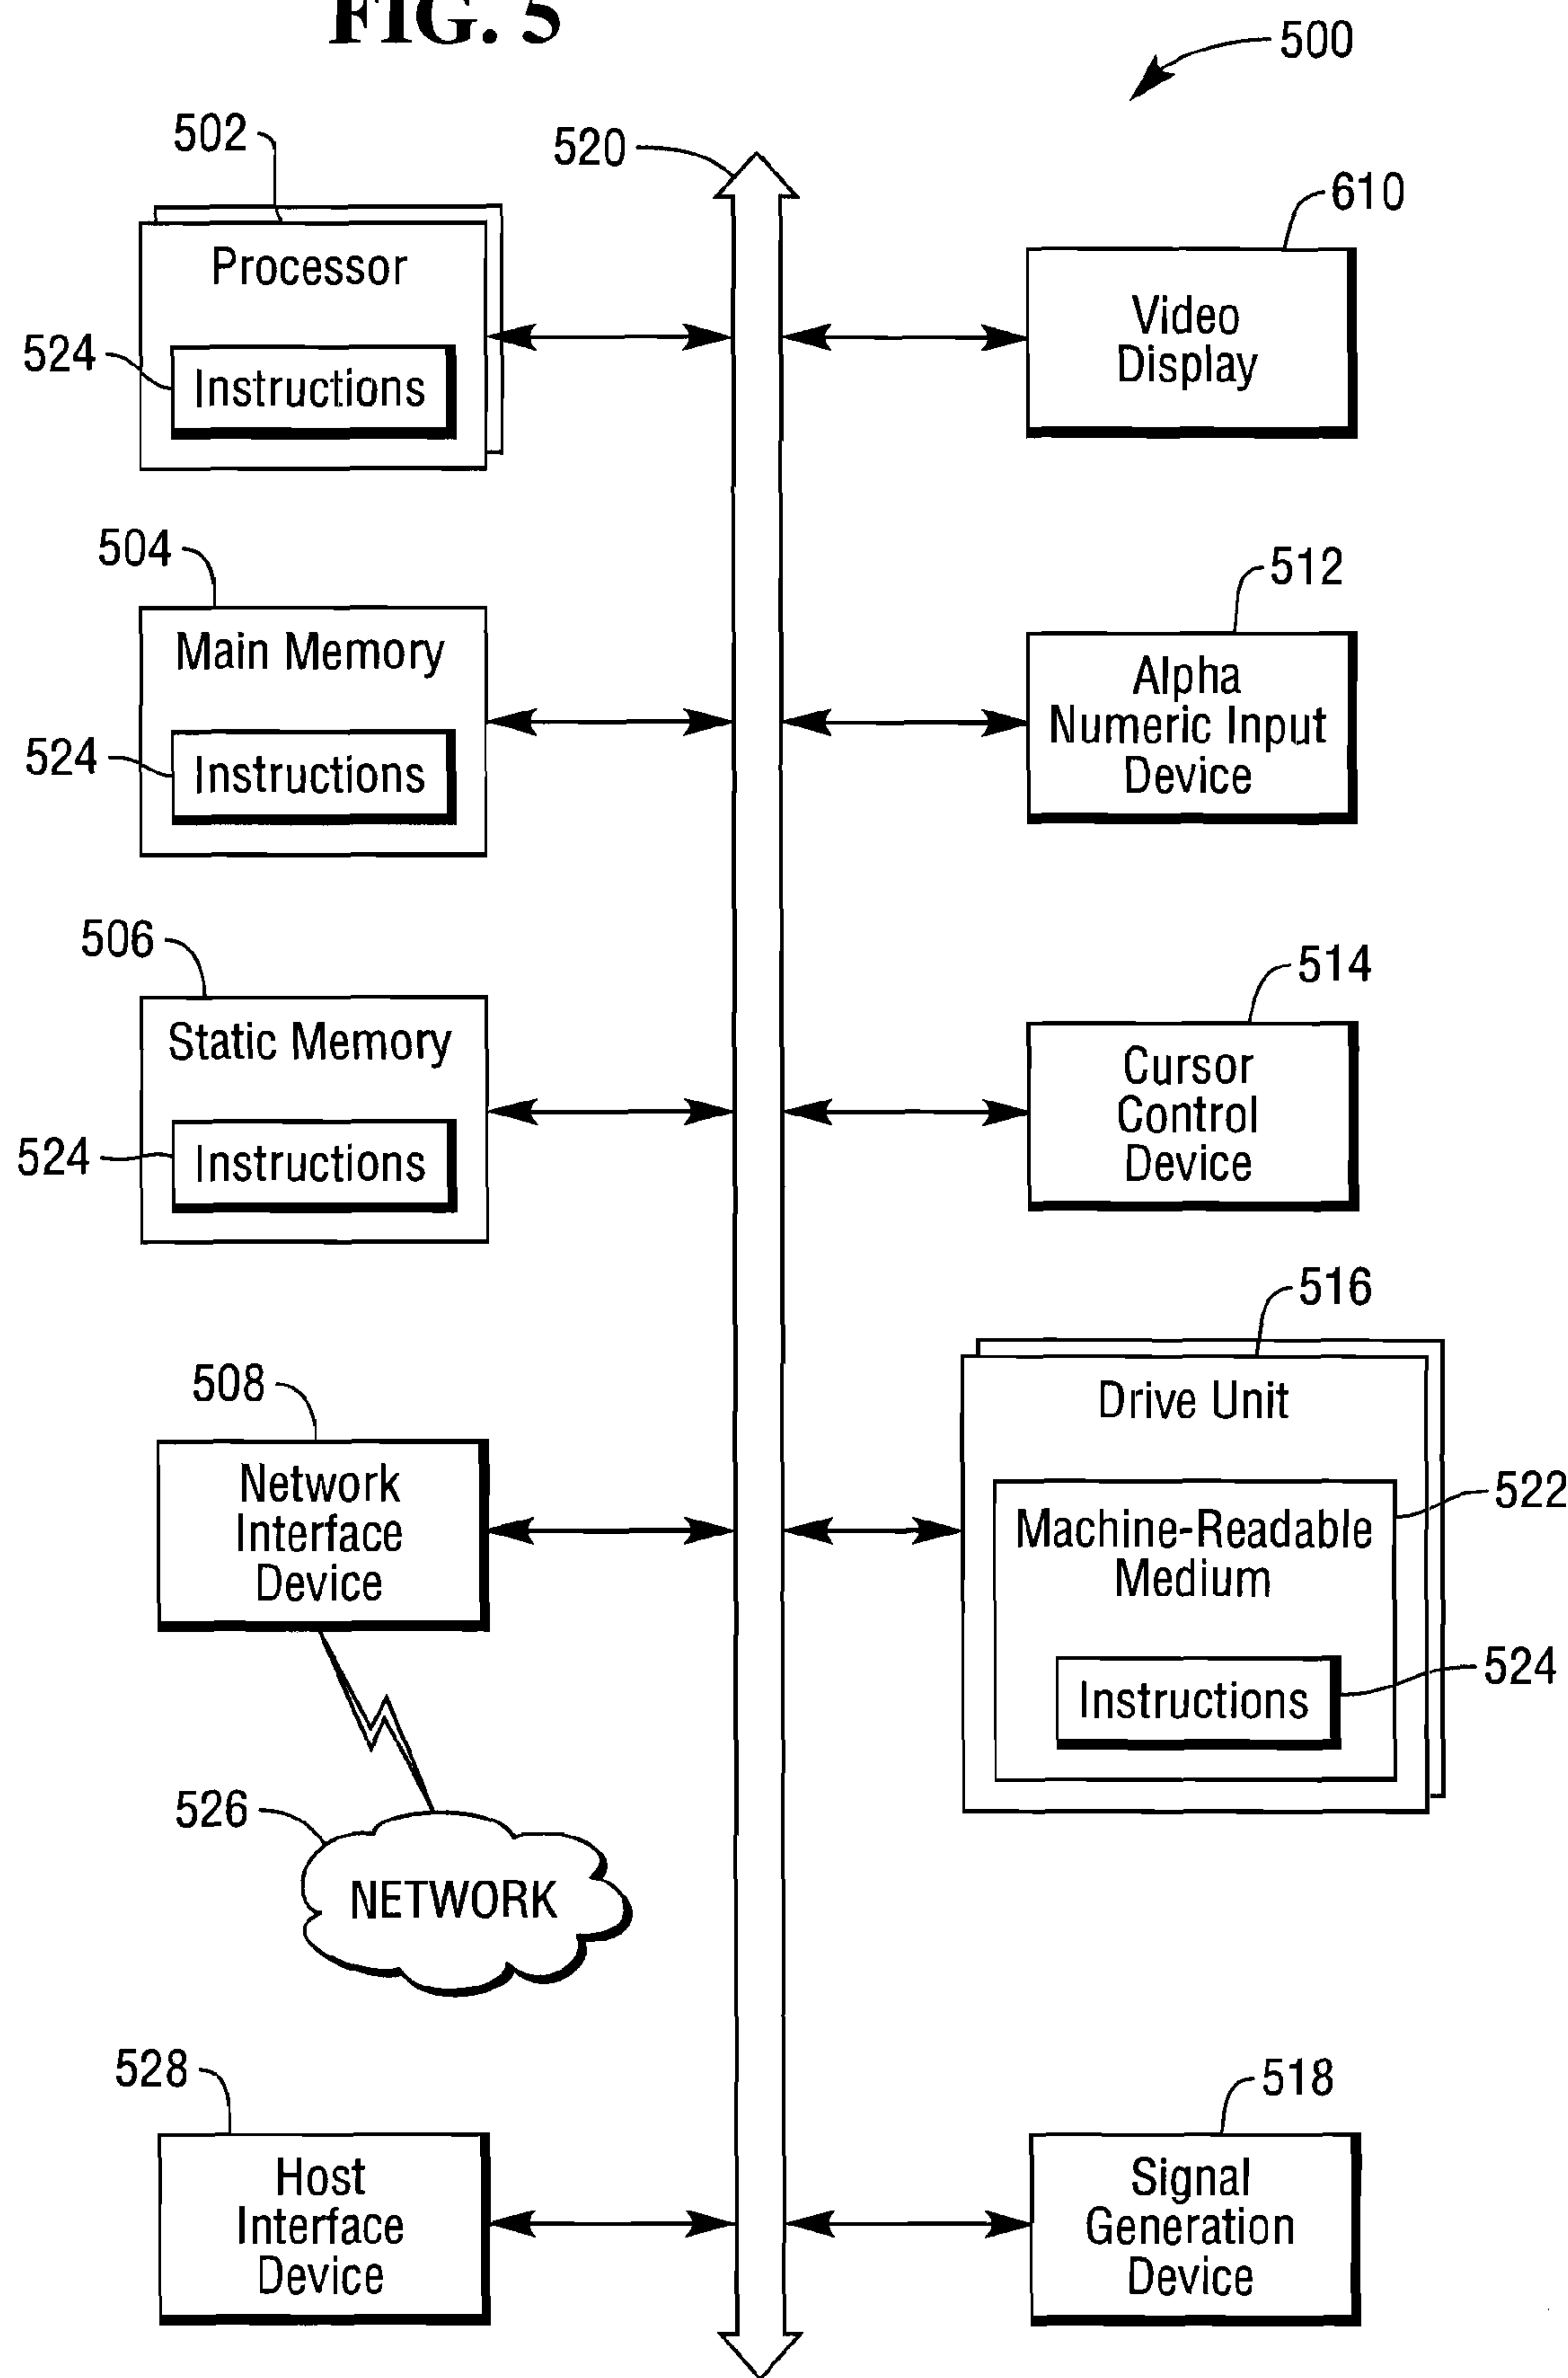 FIG. 5
500
502
520
610
Processor
524
Instructions
Video
Display
504
Main Memory
524
Instructions
512
Alpha
Numeric Input
Device
506
Static Memory
524
Instructions
514
Cursor
Control
Device
508
Network
Interface
Device
516
Drive Unit
522
Machine-Readable
Medium
524
Instructions
526
NETWORK
528
Host
Interface
Device
518
Signal
Generation
Device